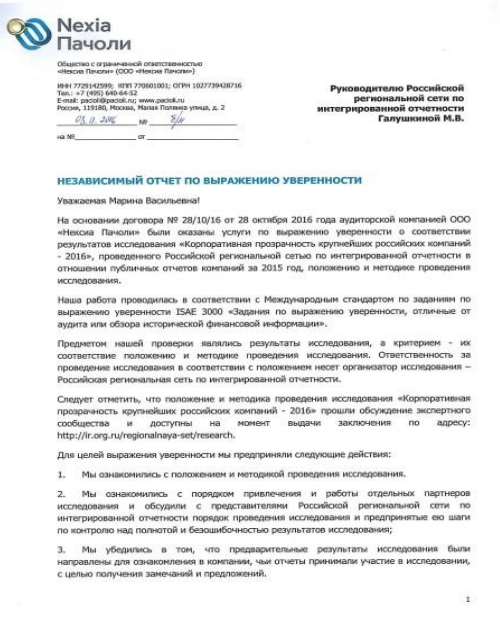 Nexia
Пачоли
Общество с ограниченной ответственностью
«Нексиа Пачоли» (ООО «Нексиа Пачоли»)
ИНН 7729142599; КПП 770601001; ОГРН 1027739428716
Тел.: +7 (495) 640-64-52
E-mail: pacioli@pacioli.ru; www.pacioli.ru
Россия, 119180, Москва, Малая Полянка улица, д. 2
03.11.2016 № б/н
на № от
Руководителю Российской
региональной сети по
интегрированной отчетности
Галушкиной М.В.
НЕЗАВИСИМЫЙ ОТЧЕТ ПО ВЫРАЖЕНИЮ УВЕРЕННОСТИ
Уважаемая Марина Васильевна!
На основании договора № 28/10/16 от 28 октября 2016 года аудиторской компанией ООО
«Нексиа Пачоли» были оказаны услуги по выражению уверенности о соответствии
результатов исследования «Корпоративная прозрачность крупнейших российских компаний
- 2016», проведенного Российской региональной сетью по интегрированной отчетности в
отношении публичных отчетов компаний за 2015 год, положению и методике проведения
исследования.
Наша работа проводилась в соответствии с Международным стандартом по заданиям по
выражению уверенности ISAE 3000 «Задания по выражению уверенности, отличные от
аудита или обзора исторической финансовой информации».
Предметом нашей проверки являлись результаты исследования, а критерием - их
соответствие положению и методике проведения исследования. Ответственность за
проведение исследования в соответствии с положением несет организатор исследования –
Российская региональная сеть по интегрированной отчетности.
Следует отметить, что положение и методика проведения исследования «Корпоративная
прозрачность крупнейших российских компаний - 2016» прошли обсуждение экспертного
сообщества и доступны на момент выдачи заключения по адресу:
http://ir.org.ru/regionalnaya-set/research.
Для целей выражения уверенности мы предприняли следующие действия:
1. Мы ознакомились с положением и методикой проведения исследования.
2. Мы ознакомились с порядком привлечения и работы отдельных партнеров
исследования и обсудили с представителями Российской региональной сети по
интегрированной отчетности порядок проведения исследования и предпринятые ею шаги
по контролю над полнотой и безошибочностью результатов исследования;
3. Мы убедились в том, что предварительные результаты исследования были
направлены для ознакомления в компании, чьи отчеты принимали участие в исследовании,
с целью получения замечаний и предложений.
1